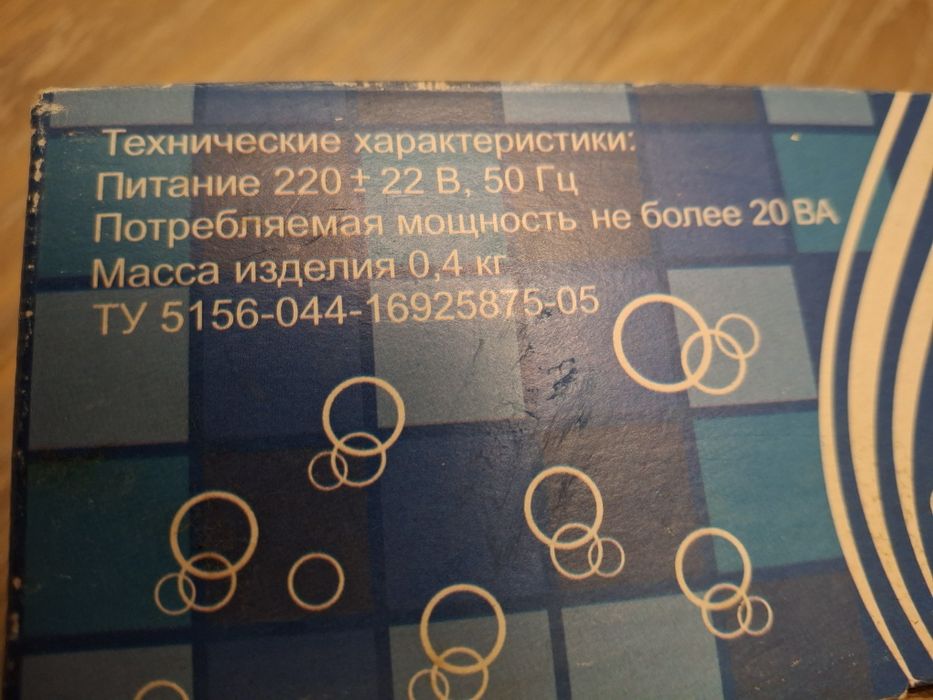 Технические характеристики:
Питание 220 ± 22 В, 50 Гц
Потребляемая мощность не более 20 ВА
Масса изделия 0,4 кг
ТУ 5156-044-16925875-05